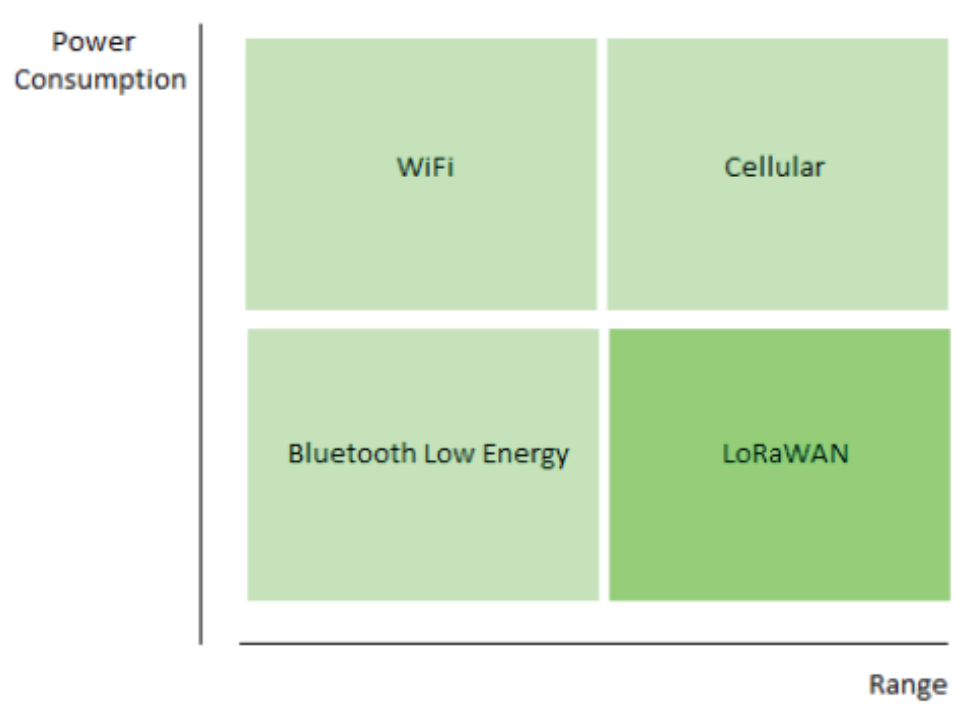 Power
Consumption
WiFi
Cellular
Bluetooth Low Energy
LoRaWAN
Range